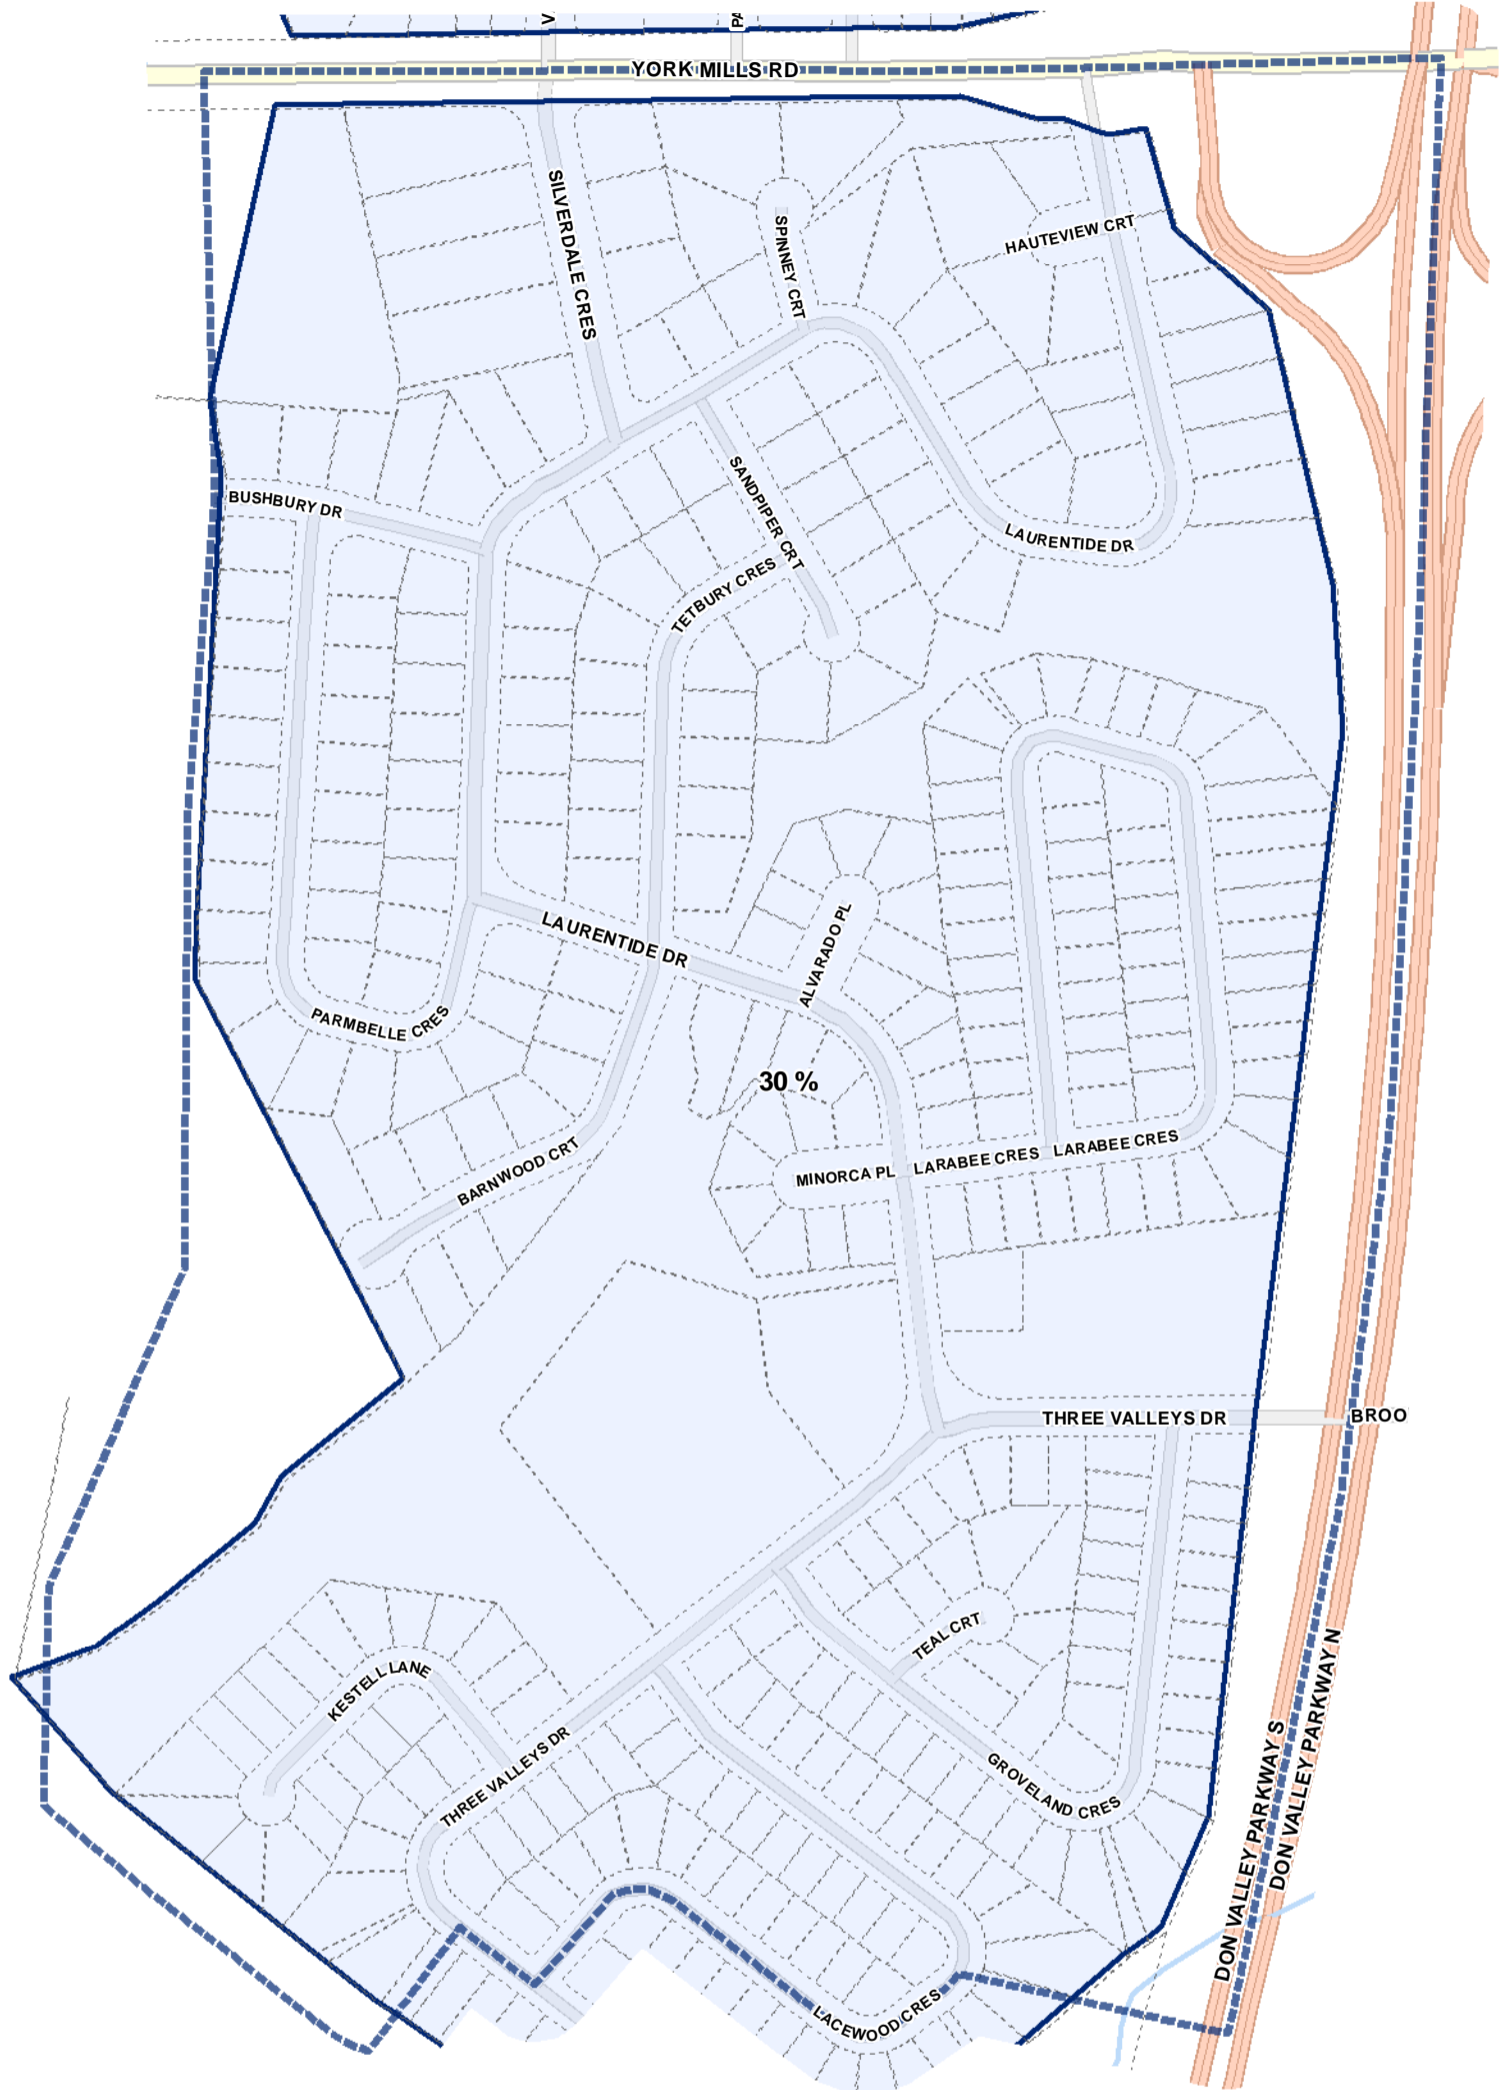 V
PA
YORK MILLS RD
SILVERDALE CRES
SPINNEY CRT
HAUTEVIEW CRT
BUSHBURY DR
SANDPIPER CRT
LAURENTIDE DR
TETBURY CRES
LAURENTIDE DR
ALVARADO PL
PARMBELLE CRES
30 %
BARNWOOD CRT
MINORCA PL
LARABEE CRES
LARABEE CRES
THREE VALLEYS DR
BROO
TEAL CRT
KESTELL LANE
THREE VALLEYS DR
GROVELAND CRES
DON VALLEY PARKWAY S
DON VALLEY PARKWAY N
LACEWOOD CRES